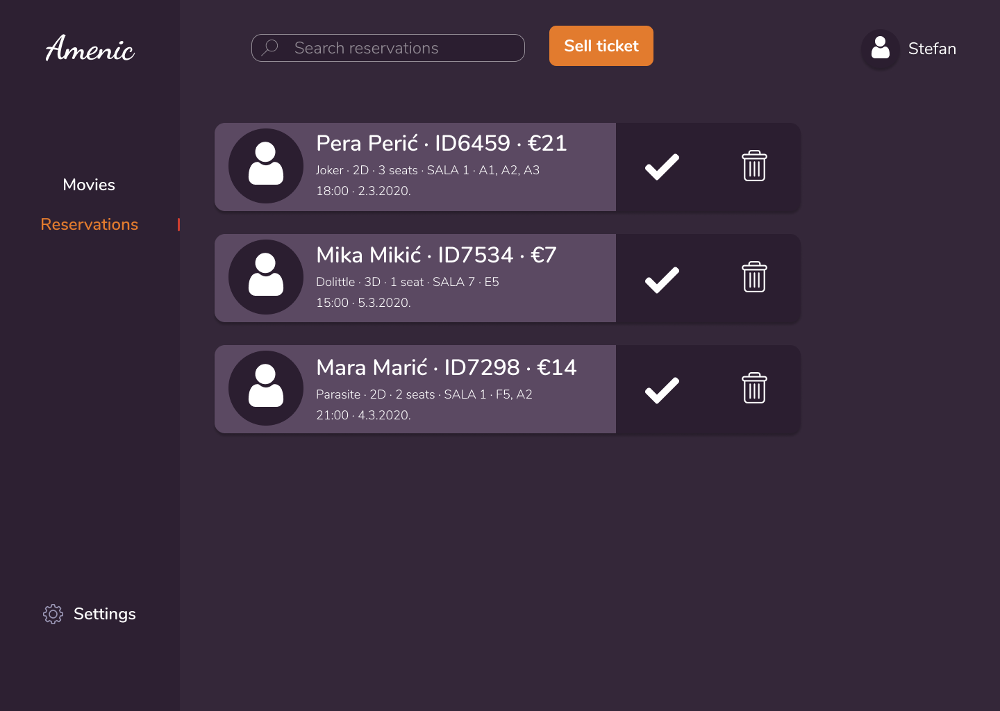 Amenic
Search reservations
Sell ticket
Stefan
Movies
Reservations
Pera Perić · ID6459 · €21
Joker · 2D · 3 seats · SALA 1 · A1, A2, A3
18:00 · 2.3.2020.
Mika Mikić · ID7534 · €7
Dolittle · 3D · 1 seat · SALA 7 · E5
15:00 · 5.3.2020.
Mara Marić · ID7298 · €14
Parasite · 2D · 2 seats · SALA 1 · F5, A2
21:00 · 4.3.2020.
Settings